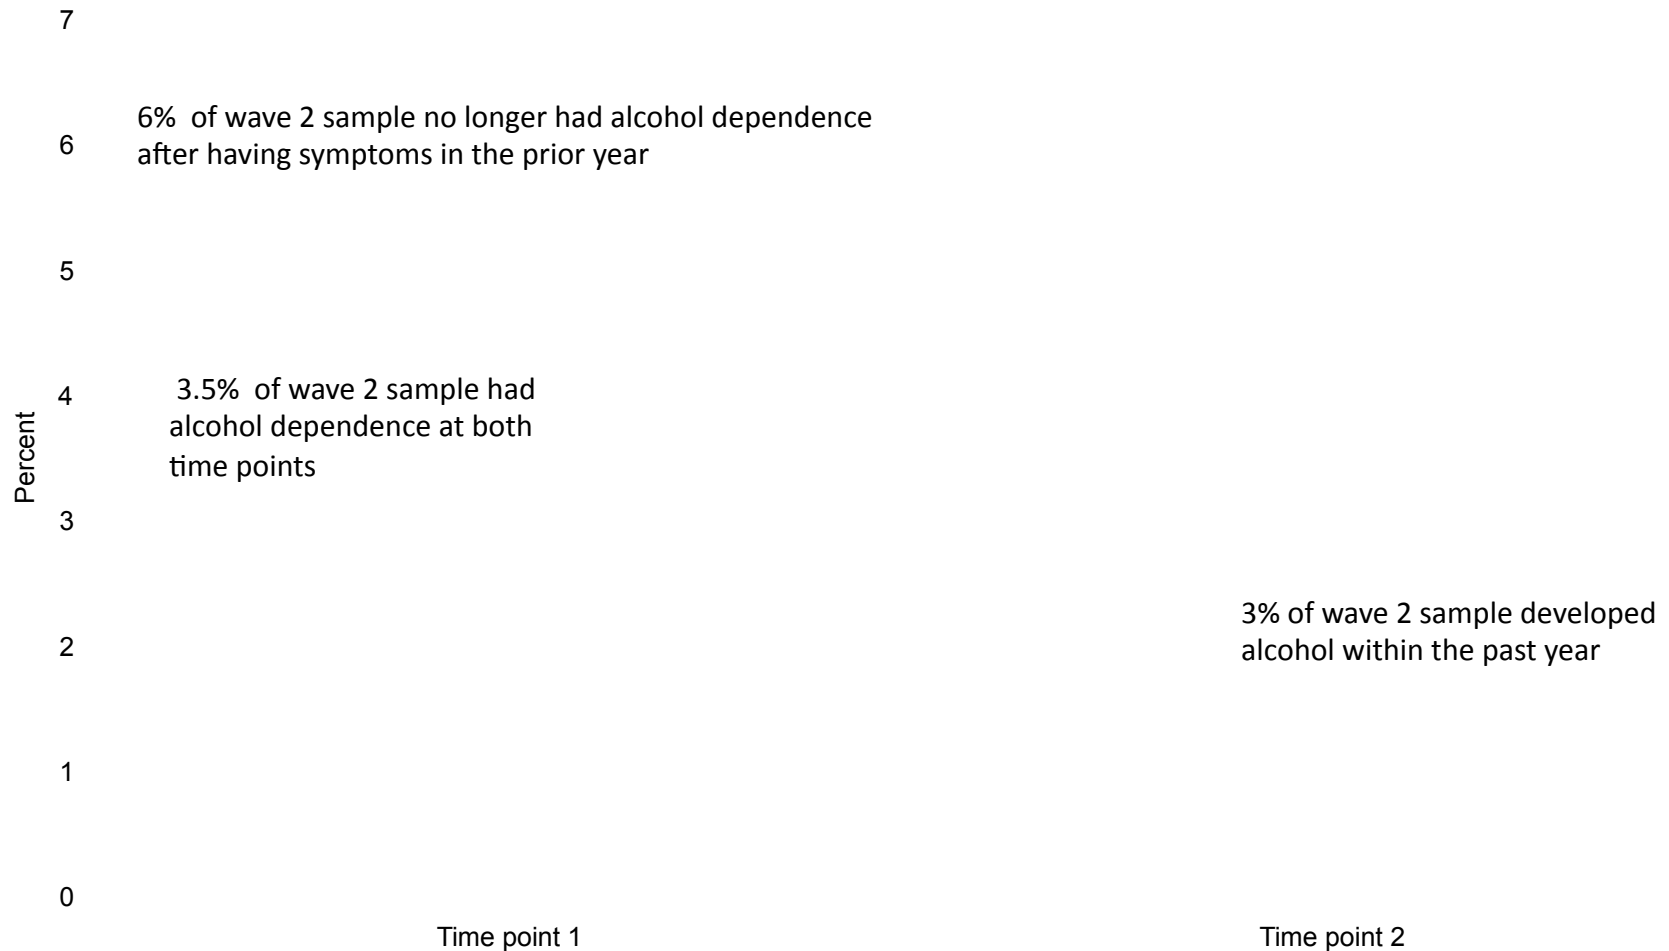 7
6% of wave 2 sample no longer had alcohol dependence
6
after having symptoms in the prior year
5
3.5% of wave 2 sample had
4
alcohol dependence at both
Percent
time points
3
3% of wave 2 sample developed
2
alcohol within the past year
1
0
Time point 1
Time point 2